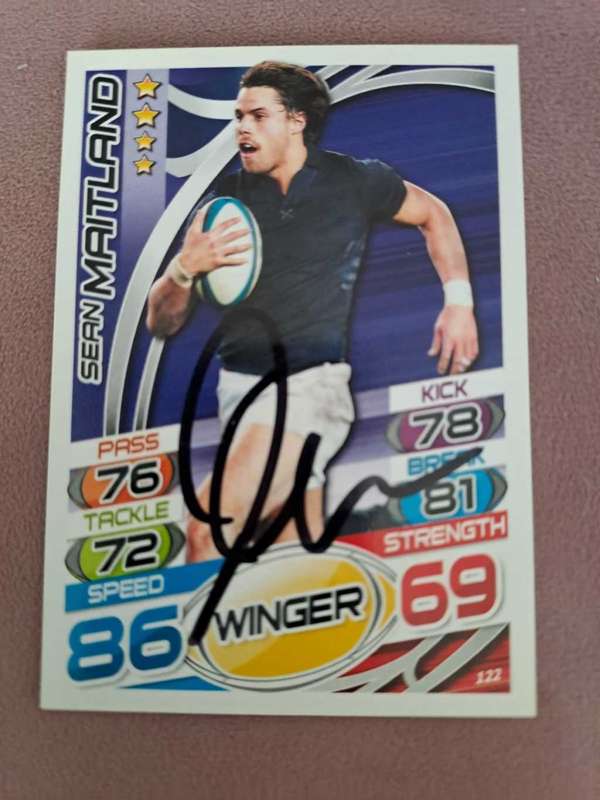 SEAN MAITLAND
PASS
76
TACKLE
72
SPEED
86
KICK
78
BREAK
81
STRENGTH
69
WINGER
122